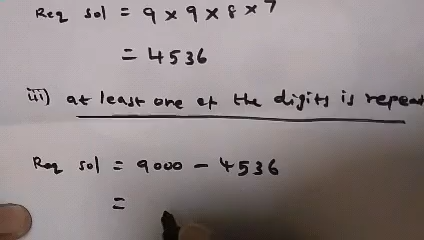 Req sol = 9 × 9 × 8 × 7
= 4536
iii) at least one of the digits is repeat
Req sol = 9000 - 4536
=